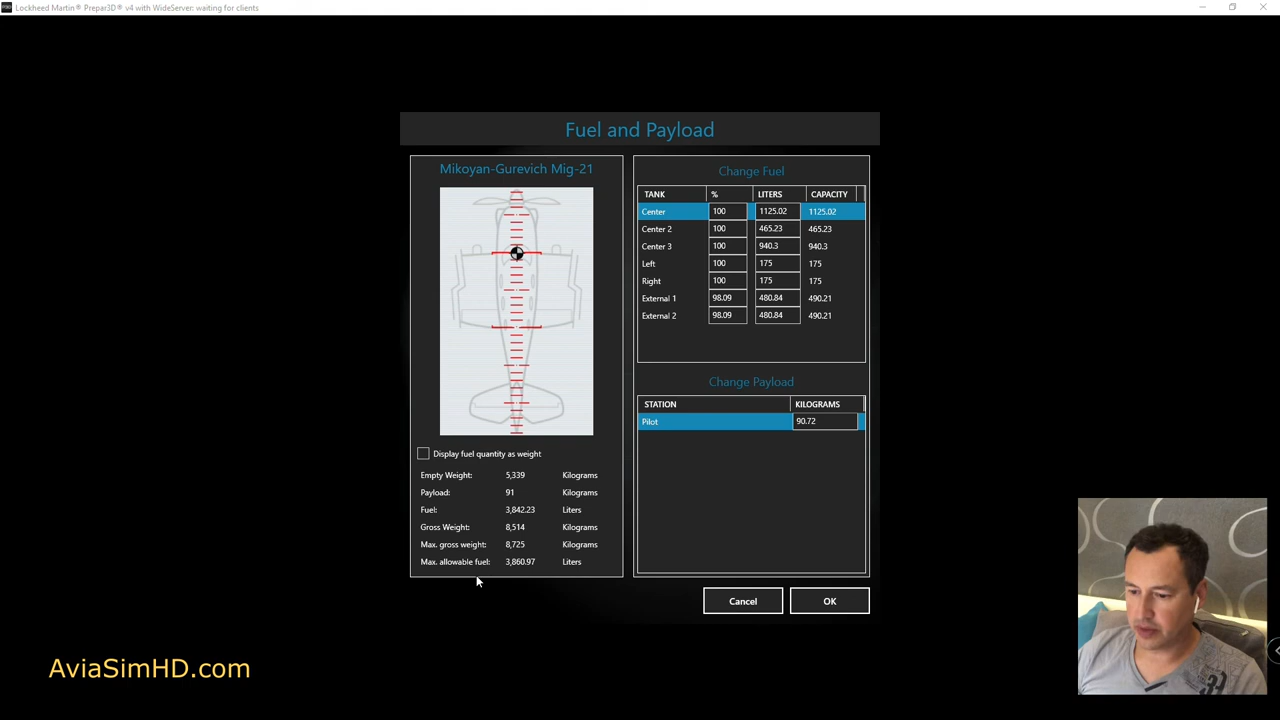 Lockheed Martin® Prepar3D® v4 with WideServer: waiting for clients
Fuel and Payload
Mikoyan-Gurevich Mig-21
Display fuel quantity as weight
Empty Weight: 5,339 Kilograms
Payload: 91 Kilograms
Fuel: 3,842.23 Liters
Gross Weight: 8,514 Kilograms
Max. gross weight: 8,725 Kilograms
Max. allowable fuel: 3,860.97 Liters
Change Fuel
TANK % LITERS CAPACITY
Center 100 1125.02 1125.02
Center 2 100 465.23 465.23
Center 3 100 940.3 940.3
Left 100 175 175
Right 100 175 175
External 1 98.09 480.84 490.21
External 2 98.09 480.84 490.21
Change Payload
STATION KILOGRAMS
Pilot 90.72
Cancel OK
AviaSimHD.com